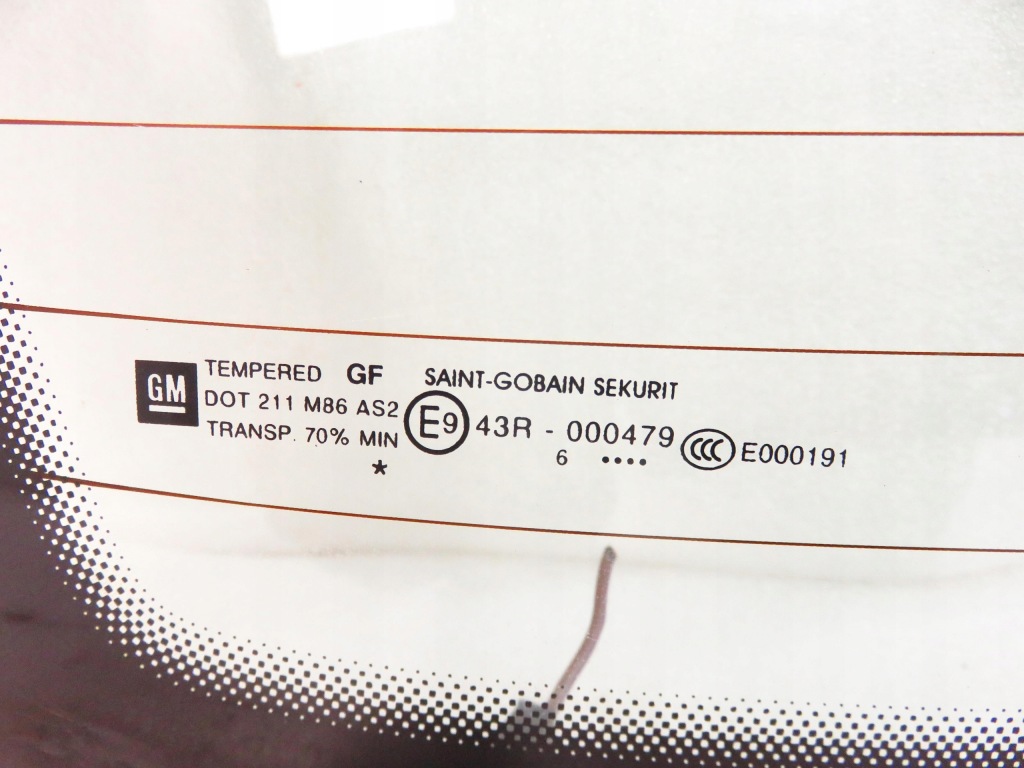 GM
TEMPERED GF SAINT-GOBAIN SEKURIT
DOT 211 M86 AS2 E9 43R - 000479 CCC E000191
TRANSP. 70% MIN
6 ••••
*